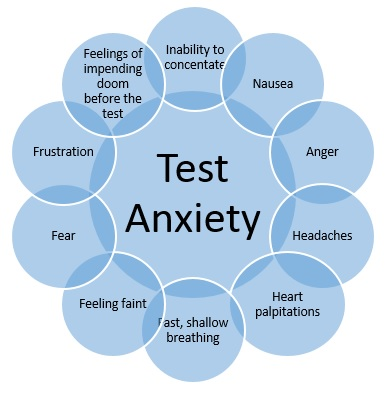 Test
Anxiety
Inability to
concentrate
Nausea
Anger
Headaches
Heart
palpitations
Fast, shallow
breathing
Feeling faint
Fear
Frustration
Feelings of
impending
doom
before the
test